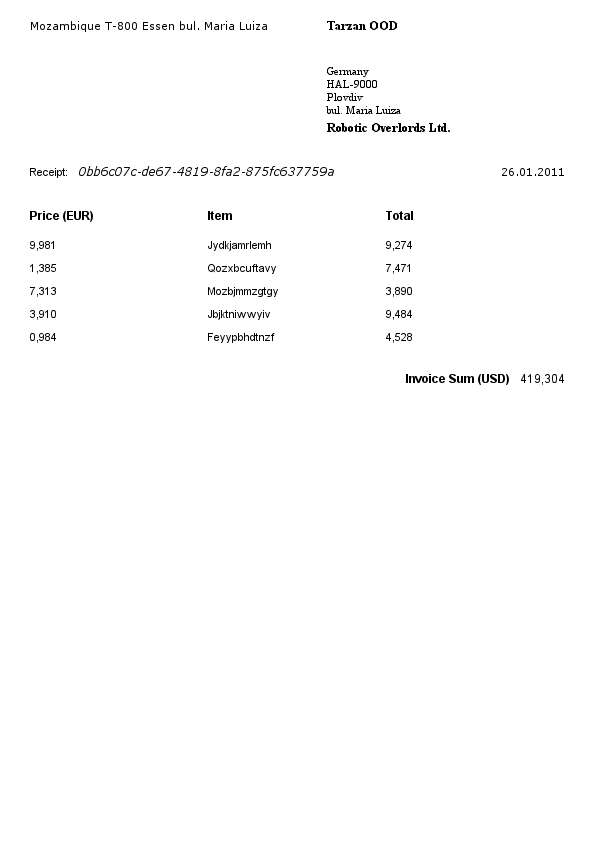 Mozambique T-800 Essen bul. Maria Luiza
Tarzan OOD
Germany
HAL-9000
Plovdiv
bul. Maria Luiza
Robotic Overlords Ltd.
Receipt: 0bb6c07c-de67-4819-8fa2-875fc637759a 26.01.2011
Price (EUR) Item Total
9,981 Jydkjamrlemh 9,274
1,385 Qozxbcuftavy 7,471
7,313 Mozbjmmzgtgy 3,890
3,910 Jbjktniwwyiv 9,484
0,984 Feyypbhdtnzf 4,528
Invoice Sum (USD) 419,304